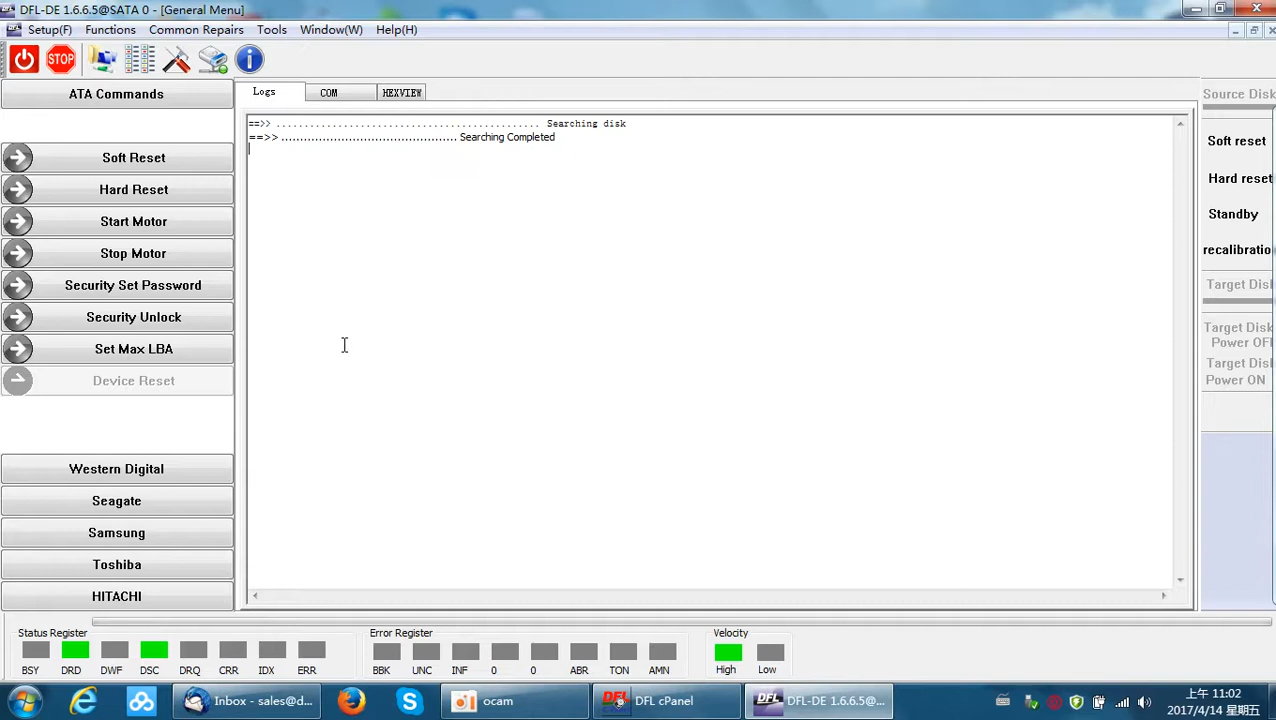 DFL-DE 1.6.6.5@SATA 0 - [General Menu]
Setup(F) Functions Common Repairs Tools Window(W) Help(H)
STOP
ATA Commands
Logs COM HEXVIEW
Source Disk
==>> ............................................... Searching disk
==>> ............................................... Searching Completed
Soft Reset
Hard Reset
Start Motor
Stop Motor
Security Set Password
Security Unlock
Set Max LBA
Device Reset
Soft reset
Hard reset
Standby
recalibratio
Target Dis
Target Disk
Power OFF
Target Disk
Power ON
Western Digital
Seagate
Samsung
Toshiba
HITACHI
Status Register Error Register Velocity
BSY DRD DWF DSC DRQ CRR IDX ERR BBK UNC INF 0 0 ABR TON AMN High Low
Inbox - sales@d... ocam DFL DFL cPanel DFL DFL-DE 1.6.6.5@...
上午 11:02
2017/4/14 星期五